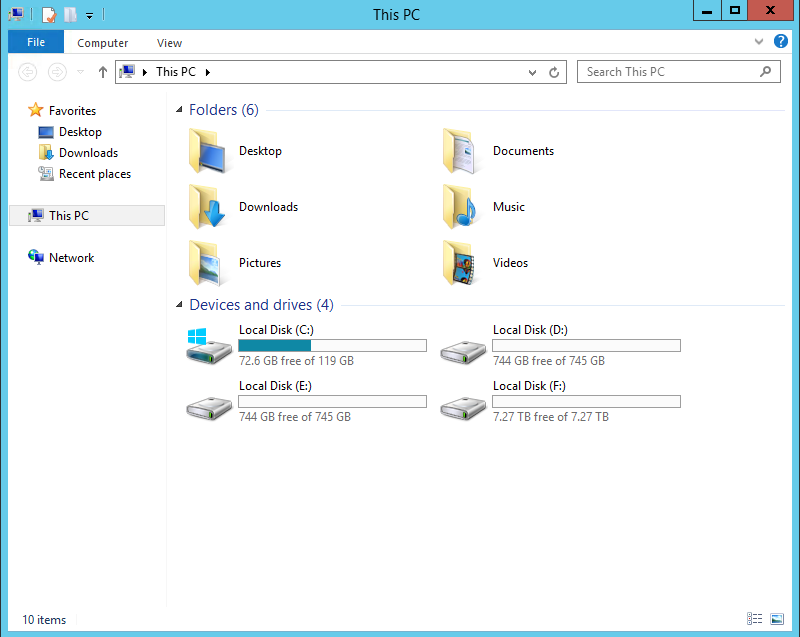 This PC
File
Computer
View
This PC
Search This PC
Favorites
Desktop
Downloads
Recent places
This PC
Network
Folders (6)
Desktop
Documents
Downloads
Music
Pictures
Videos
Devices and drives (4)
Local Disk (C:)
72.6 GB free of 119 GB
Local Disk (D:)
744 GB free of 745 GB
Local Disk (E:)
744 GB free of 745 GB
Local Disk (F:)
7.27 TB free of 7.27 TB
10 items